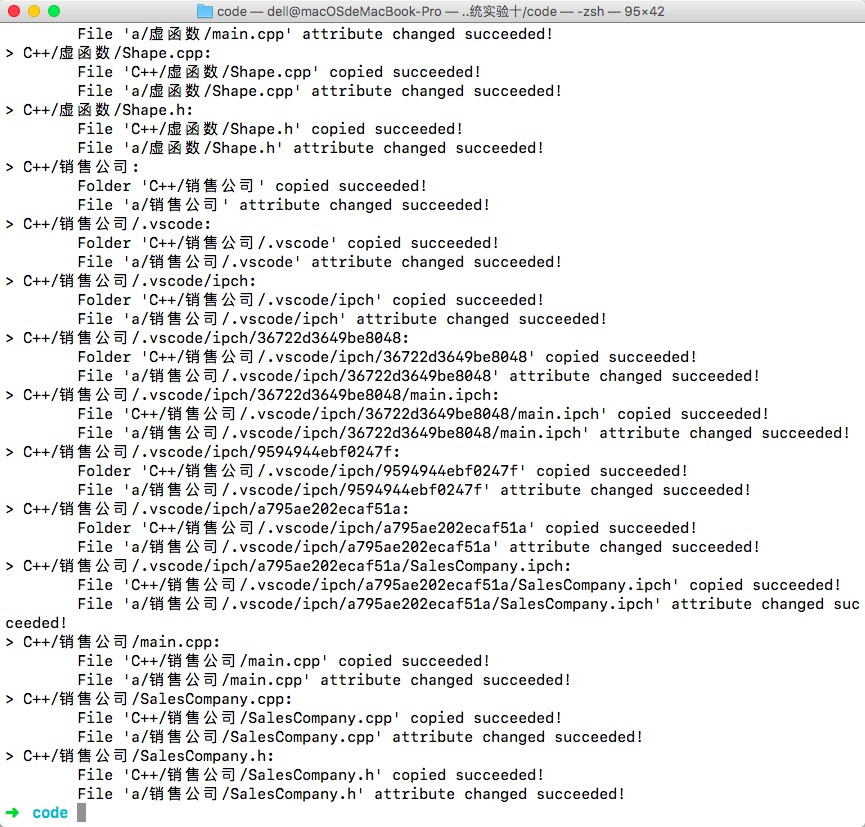 code — dell@macOSdeMacBook-Pro — ..统实验十/code — -zsh — 95×42
File 'a/虚函数/main.cpp' attribute changed succeeded!
> C++/虚函数/Shape.cpp:
File 'C++/虚函数/Shape.cpp' copied succeeded!
File 'a/虚函数/Shape.cpp' attribute changed succeeded!
> C++/虚函数/Shape.h:
File 'C++/虚函数/Shape.h' copied succeeded!
File 'a/虚函数/Shape.h' attribute changed succeeded!
> C++/销售公司:
Folder 'C++/销售公司' copied succeeded!
File 'a/销售公司' attribute changed succeeded!
> C++/销售公司/.vscode:
Folder 'C++/销售公司/.vscode' copied succeeded!
File 'a/销售公司/.vscode' attribute changed succeeded!
> C++/销售公司/.vscode/ipch:
Folder 'C++/销售公司/.vscode/ipch' copied succeeded!
File 'a/销售公司/.vscode/ipch' attribute changed succeeded!
> C++/销售公司/.vscode/ipch/36722d3649be8048:
Folder 'C++/销售公司/.vscode/ipch/36722d3649be8048' copied succeeded!
File 'a/销售公司/.vscode/ipch/36722d3649be8048' attribute changed succeeded!
> C++/销售公司/.vscode/ipch/36722d3649be8048/main.ipch:
File 'C++/销售公司/.vscode/ipch/36722d3649be8048/main.ipch' copied succeeded!
File 'a/销售公司/.vscode/ipch/36722d3649be8048/main.ipch' attribute changed succeeded!
> C++/销售公司/.vscode/ipch/9594944ebf0247f:
Folder 'C++/销售公司/.vscode/ipch/9594944ebf0247f' copied succeeded!
File 'a/销售公司/.vscode/ipch/9594944ebf0247f' attribute changed succeeded!
> C++/销售公司/.vscode/ipch/a795ae202ecaf51a:
Folder 'C++/销售公司/.vscode/ipch/a795ae202ecaf51a' copied succeeded!
File 'a/销售公司/.vscode/ipch/a795ae202ecaf51a' attribute changed succeeded!
> C++/销售公司/.vscode/ipch/a795ae202ecaf51a/SalesCompany.ipch:
File 'C++/销售公司/.vscode/ipch/a795ae202ecaf51a/SalesCompany.ipch' copied succeeded!
File 'a/销售公司/.vscode/ipch/a795ae202ecaf51a/SalesCompany.ipch' attribute changed suc
ceeded!
> C++/销售公司/main.cpp:
File 'C++/销售公司/main.cpp' copied succeeded!
File 'a/销售公司/main.cpp' attribute changed succeeded!
> C++/销售公司/SalesCompany.cpp:
File 'C++/销售公司/SalesCompany.cpp' copied succeeded!
File 'a/销售公司/SalesCompany.cpp' attribute changed succeeded!
> C++/销售公司/SalesCompany.h:
File 'C++/销售公司/SalesCompany.h' copied succeeded!
File 'a/销售公司/SalesCompany.h' attribute changed succeeded!
➜ code